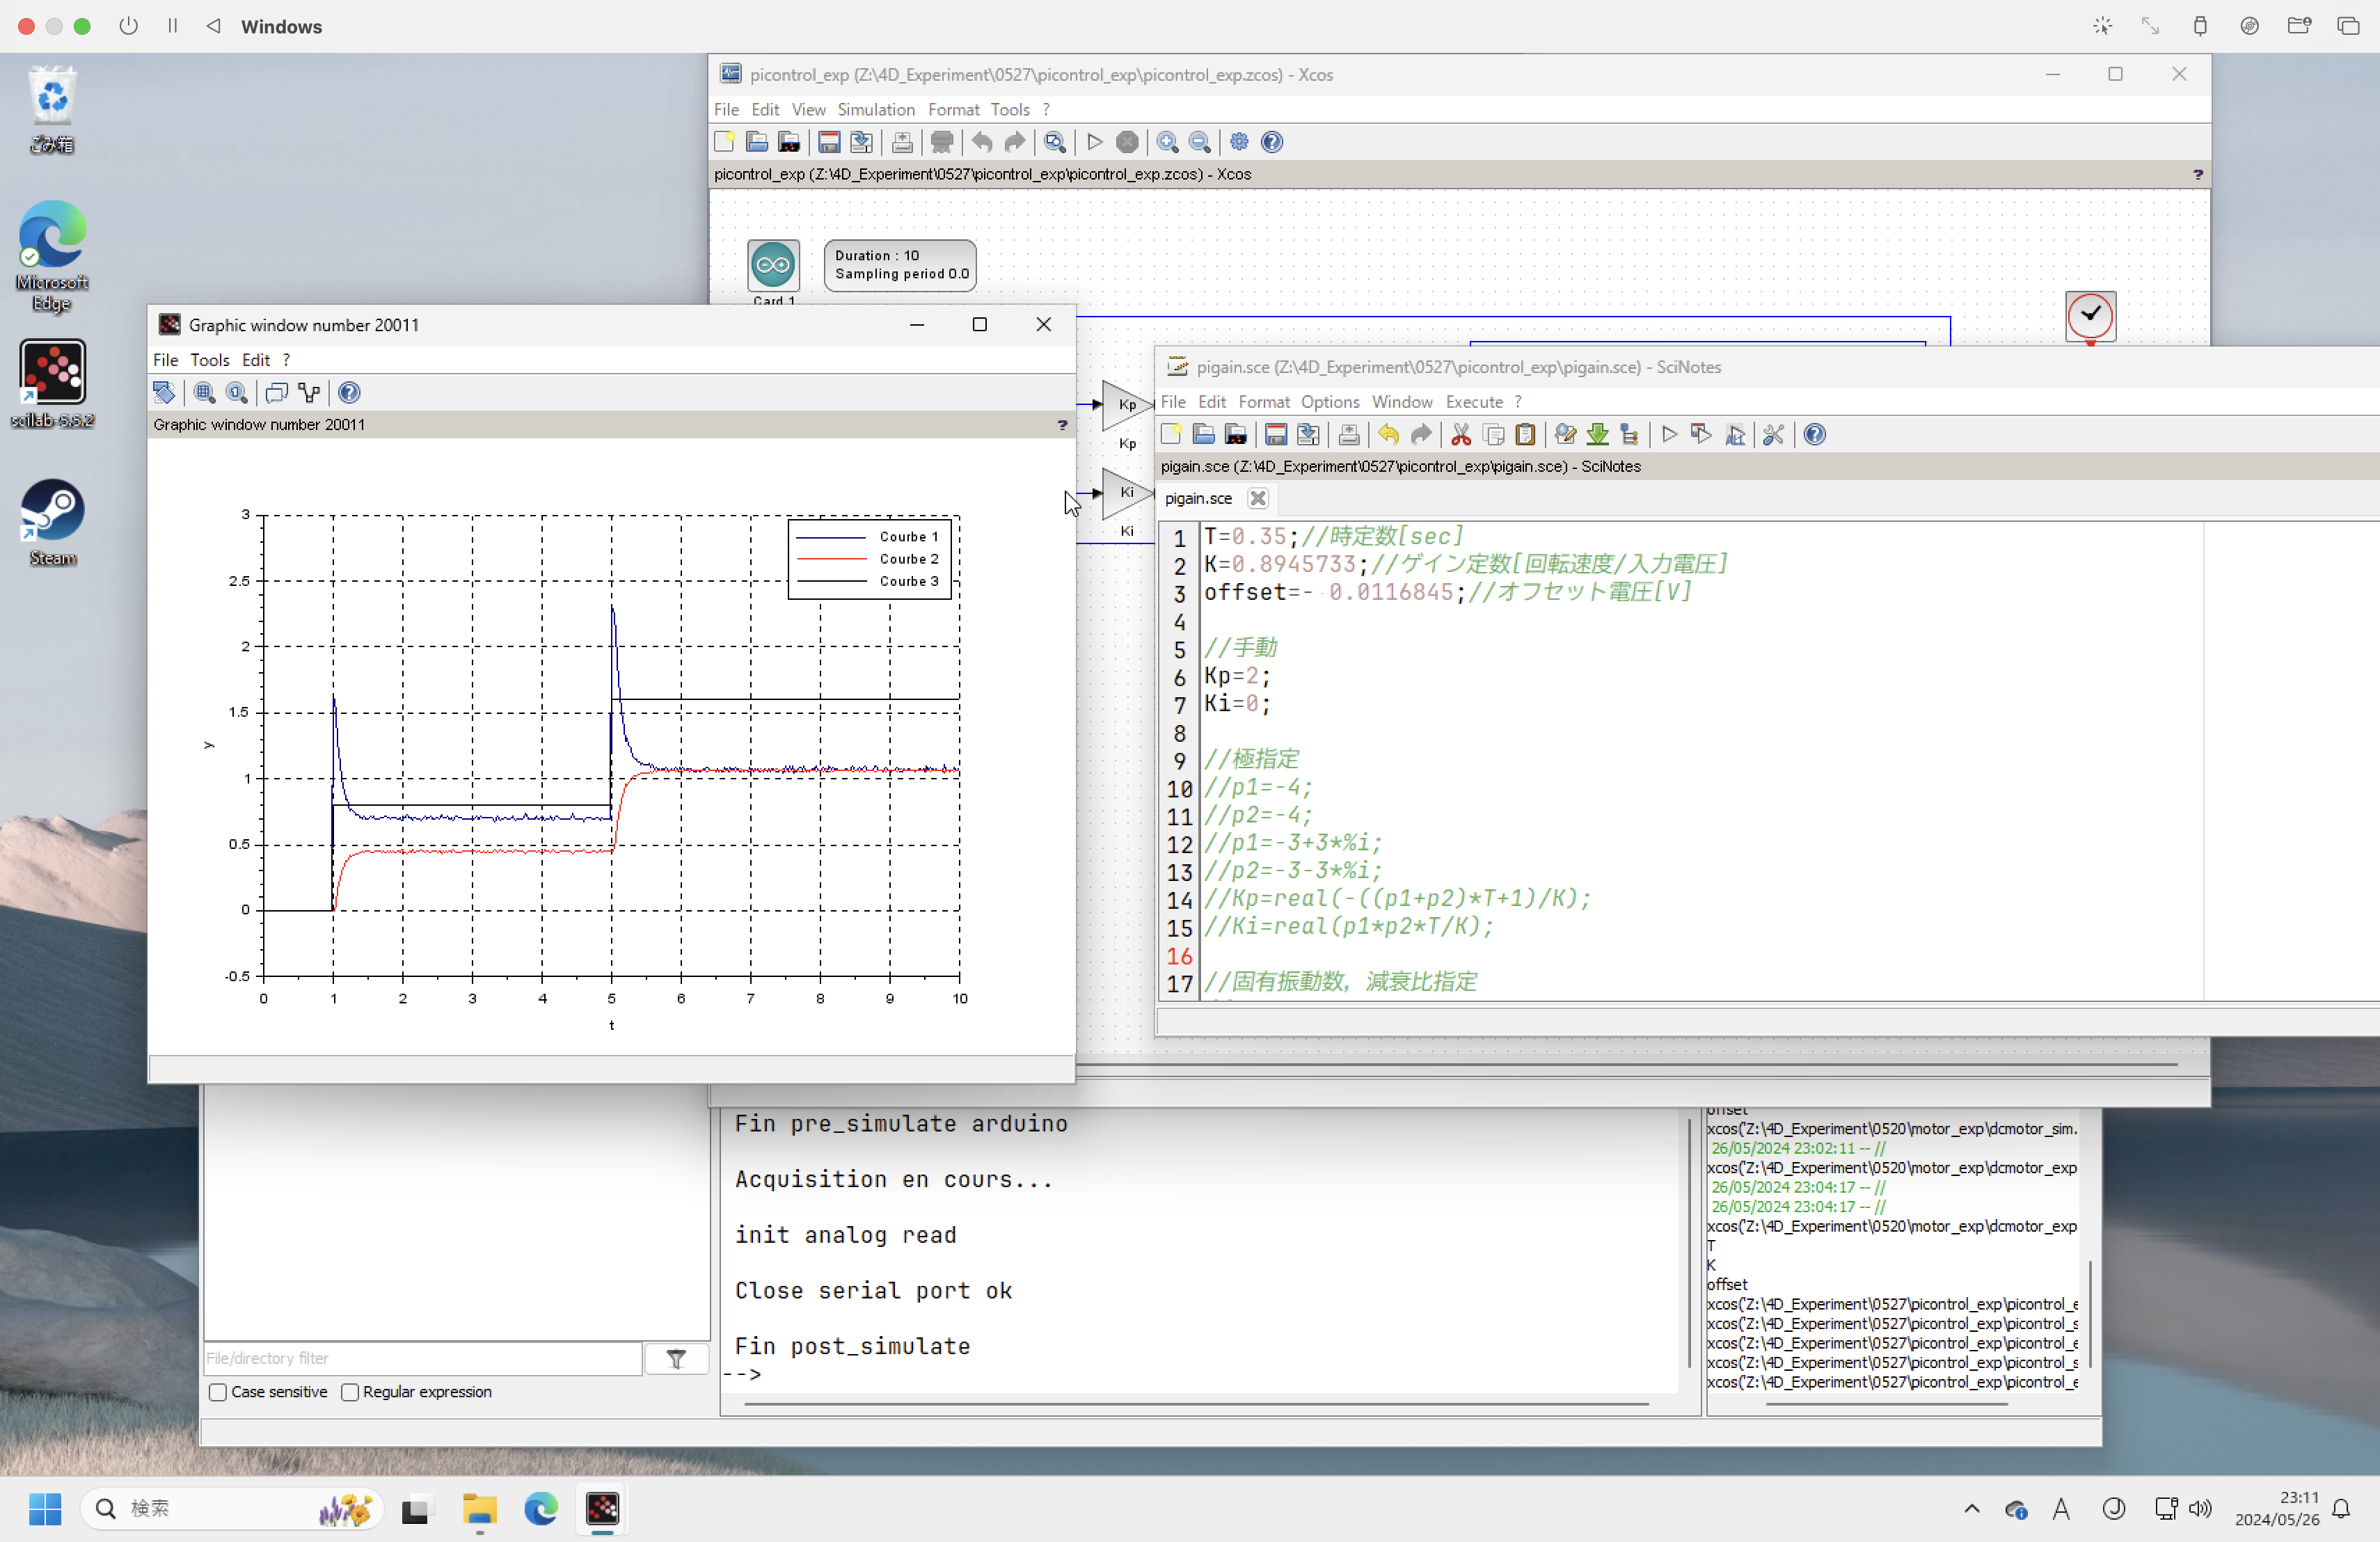 Windows
ごみ箱
Microsoft
Edge
scilab-5.5.2
Steam
picontrol_exp (Z:\4D_Experiment\0527\picontrol_exp\picontrol_exp.zcos) - Xcos
File Edit View Simulation Format Tools ?
picontrol_exp (Z:\4D_Experiment\0527\picontrol_exp\picontrol_exp.zcos) - Xcos ?
Duration : 10
Sampling period 0.0
Card 1
Kp
Kp
Ki
Ki
Graphic window number 20011
File Tools Edit ?
Graphic window number 20011 ?
3
2.5
2
1.5
1
0.5
0
-0.5
y
0 1 2 3 4 5 6 7 8 9 10
t
Courbe 1
Courbe 2
Courbe 3
pigain.sce (Z:\4D_Experiment\0527\picontrol_exp\pigain.sce) - SciNotes
File Edit Format Options Window Execute ?
pigain.sce (Z:\4D_Experiment\0527\picontrol_exp\pigain.sce) - SciNotes
pigain.sce
1 T=0.35;//時定数[sec]
2 K=0.8945733;//ゲイン定数[回転速度/入力電圧]
3 offset=- 0.0116845;//オフセット電圧[V]
4
5 //手動
6 Kp=2;
7 Ki=0;
8
9 //極指定
10 //p1=-4;
11 //p2=-4;
12 //p1=-3+3*%i;
13 //p2=-3-3*%i;
14 //Kp=real(-((p1+p2)*T+1)/K);
15 //Ki=real(p1*p2*T/K);
16
17 //固有振動数，減衰比指定
Fin pre_simulate arduino
Acquisition en cours...
init analog read
Close serial port ok
Fin post_simulate
-->
File/directory filter
Case sensitive Regular expression
offset
xcos('Z:\4D_Experiment\0520\motor_exp\dcmotor_sim.
26/05/2024 23:02:11 -- //
xcos('Z:\4D_Experiment\0520\motor_exp\dcmotor_exp
26/05/2024 23:04:17 -- //
26/05/2024 23:04:17 -- //
xcos('Z:\4D_Experiment\0520\motor_exp\dcmotor_exp
T
K
offset
xcos('Z:\4D_Experiment\0527\picontrol_exp\picontrol_e
xcos('Z:\4D_Experiment\0527\picontrol_exp\picontrol_s
xcos('Z:\4D_Experiment\0527\picontrol_exp\picontrol_e
xcos('Z:\4D_Experiment\0527\picontrol_exp\picontrol_s
xcos('Z:\4D_Experiment\0527\picontrol_exp\picontrol_e
検索
A
23:11
2024/05/26